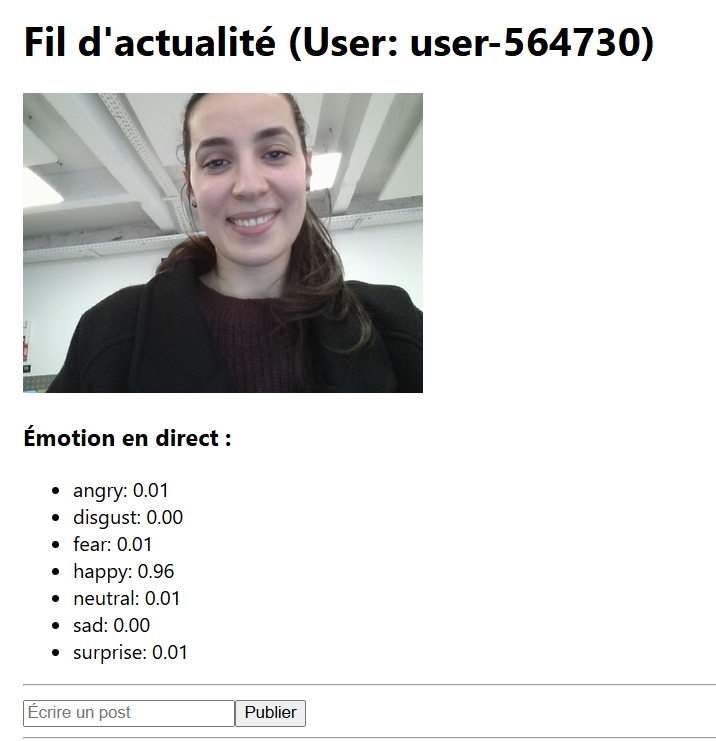 Fil d'actualité (User: user-564730)
Émotion en direct :
angry: 0.01
disgust: 0.00
fear: 0.01
happy: 0.96
neutral: 0.01
sad: 0.00
surprise: 0.01
Écrire un post
Publier